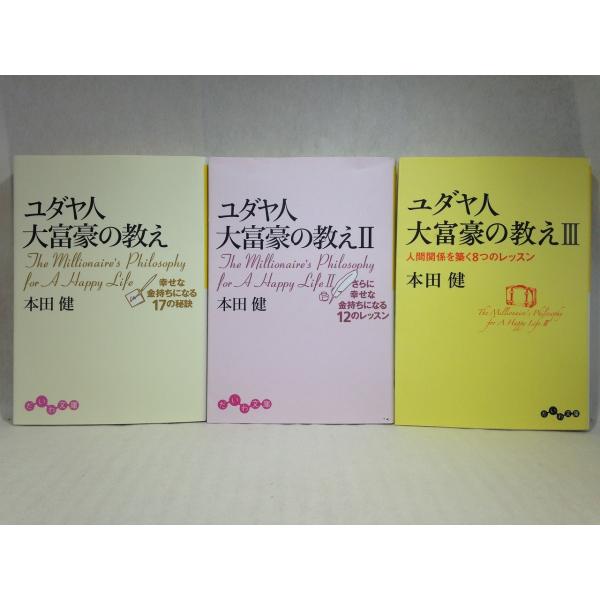 ユダヤ人
大富豪の教え
The Millionaire's Philosophy
for A Happy Life
幸せな
金持ちになる
17の秘訣
本田 健
だいわ文庫
ユダヤ人
大富豪の教えⅡ
The Millionaire's Philosophy
for A Happy Life Ⅱ
さらに
幸せな
金持ちになる
12のレッスン
本田 健
だいわ文庫
ユダヤ人
大富豪の教えⅢ
人間関係を築く8つのレッスン
本田 健
The Millionaire's Philosophy
for A Happy Life Ⅲ
だいわ文庫